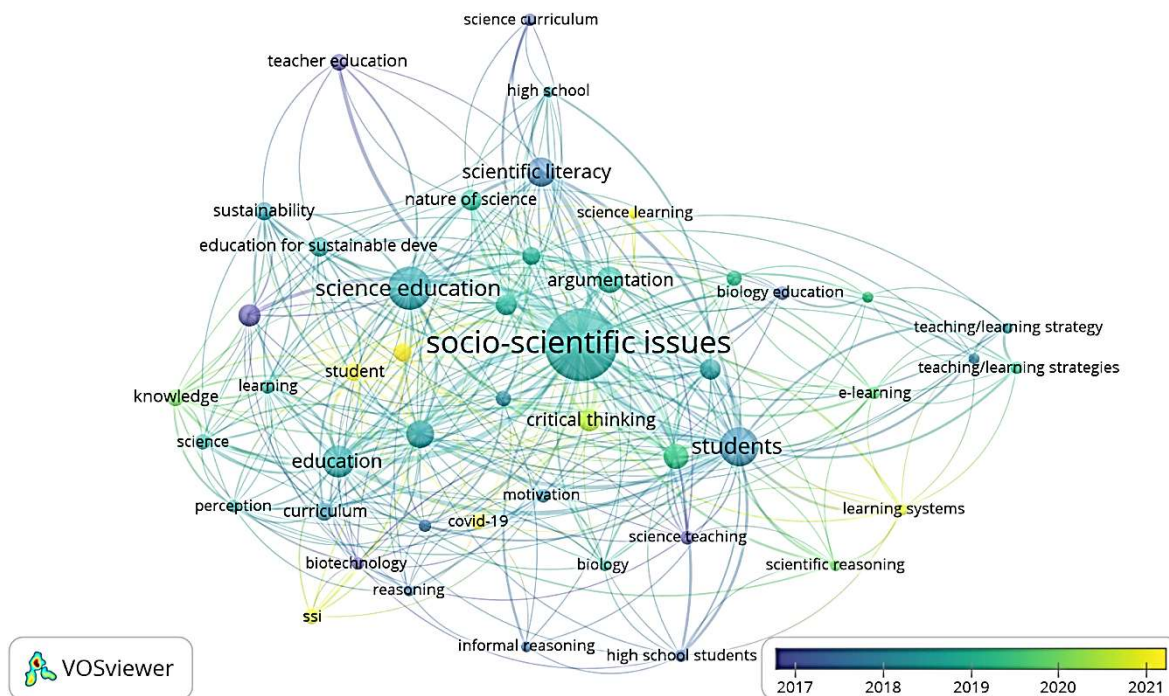 science curriculum
teacher education
high school
scientific literacy
nature of science
sustainability
science learning
education for sustainable deve
argumentation
science education
biology education
teaching/learning strategy
socio-scientific issues
teaching/learning strategies
student
learning
knowledge
e-learning
critical thinking
science
students
education
motivation
perception
curriculum
learning systems
covid-19
science teaching
biotechnology
biology
scientific reasoning
reasoning
ssi
informal reasoning
high school students
VOSviewer
2017 2018 2019 2020 2021